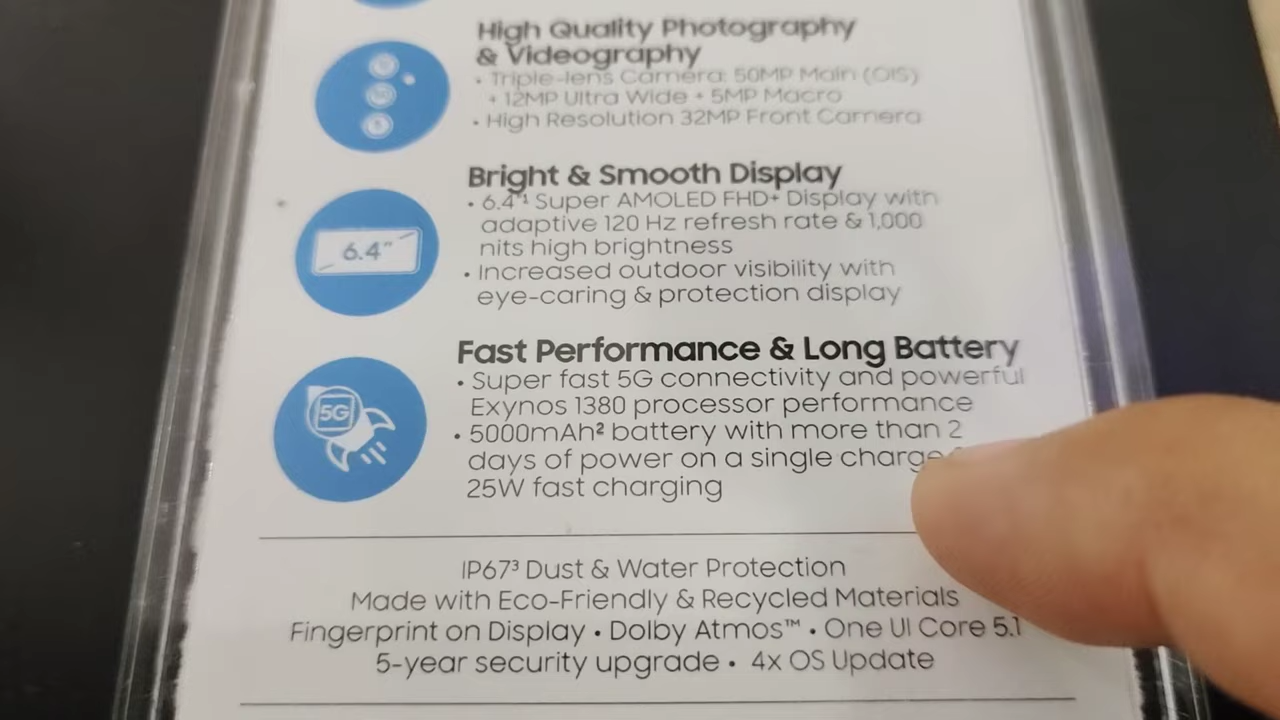 High Quality Photography
& Videography
• Triple-lens Camera: 50MP Main (OIS)
+ 12MP Ultra Wide + 5MP Macro
• High Resolution 32MP Front Camera
Bright & Smooth Display
6.4"
• 6.4"¹ Super AMOLED FHD+ Display with
adaptive 120 Hz refresh rate & 1,000
nits high brightness
• Increased outdoor visibility with
eye-caring & protection display
Fast Performance & Long Battery
5G
• Super fast 5G connectivity and powerful
Exynos 1380 processor performance
• 5000mAh² battery with more than 2
days of power on a single charge
25W fast charging
IP67³ Dust & Water Protection
Made with Eco-Friendly & Recycled Materials
Fingerprint on Display • Dolby Atmos™ • One UI Core 5.1
5-year security upgrade • 4x OS Update